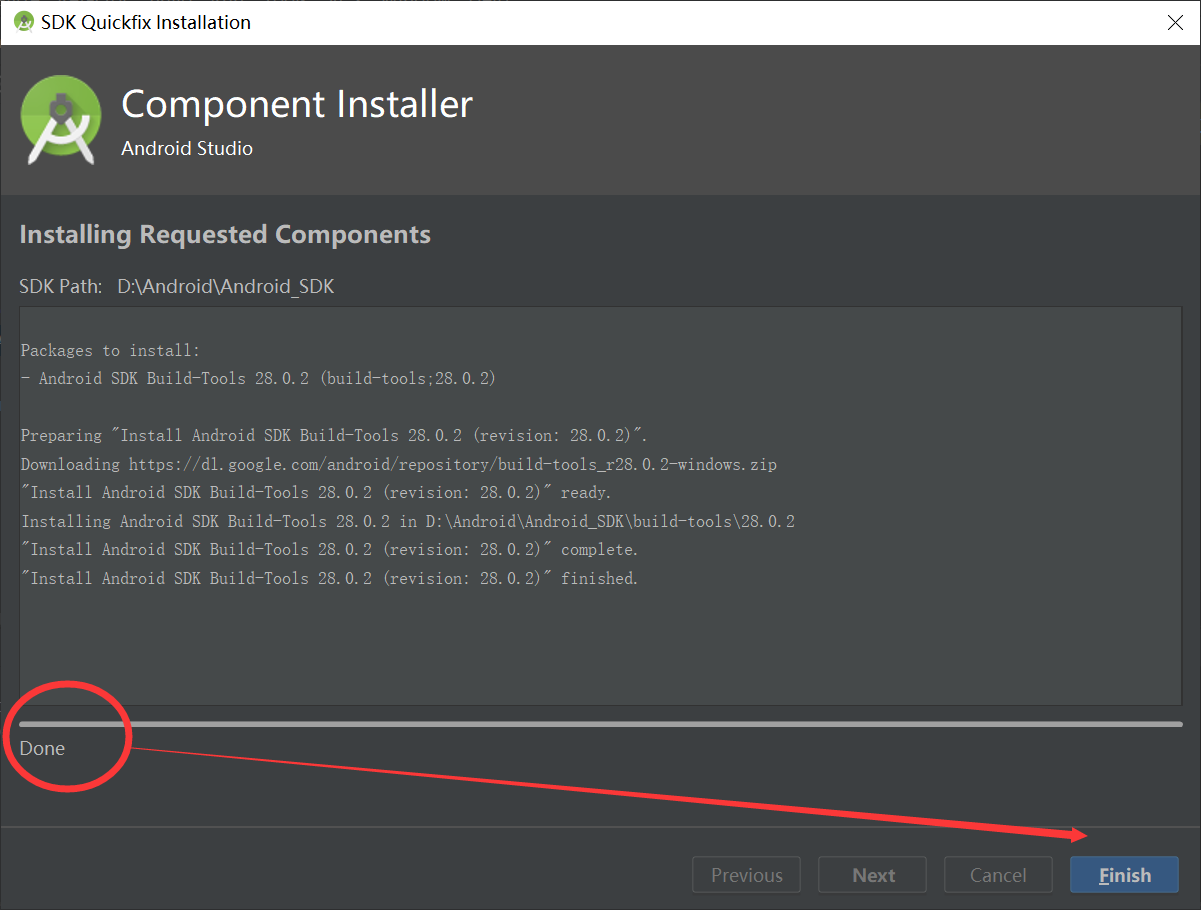 SDK Quickfix Installation
Component Installer
Android Studio
Installing Requested Components
SDK Path: D:\Android\Android_SDK
Packages to install:
- Android SDK Build-Tools 28.0.2 (build-tools;28.0.2)
Preparing "Install Android SDK Build-Tools 28.0.2 (revision: 28.0.2)".
Downloading https://dl.google.com/android/repository/build-tools_r28.0.2-windows.zip
"Install Android SDK Build-Tools 28.0.2 (revision: 28.0.2)" ready.
Installing Android SDK Build-Tools 28.0.2 in D:\Android\Android_SDK\build-tools\28.0.2
"Install Android SDK Build-Tools 28.0.2 (revision: 28.0.2)" complete.
"Install Android SDK Build-Tools 28.0.2 (revision: 28.0.2)" finished.
Done
Previous Next Cancel Finish